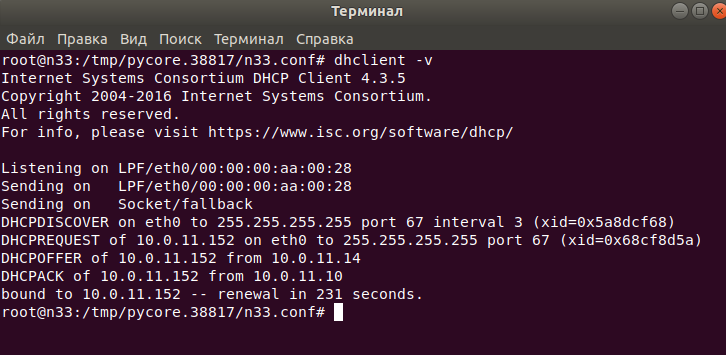 Терминал
Файл Правка Вид Поиск Терминал Справка
root@n33:/tmp/pycore.38817/n33.conf# dhclient -v
Internet Systems Consortium DHCP Client 4.3.5
Copyright 2004-2016 Internet Systems Consortium.
All rights reserved.
For info, please visit https://www.isc.org/software/dhcp/

Listening on LPF/eth0/00:00:00:aa:00:28
Sending on   LPF/eth0/00:00:00:aa:00:28
Sending on   Socket/fallback
DHCPDISCOVER on eth0 to 255.255.255.255 port 67 interval 3 (xid=0x5a8dcf68)
DHCPREQUEST of 10.0.11.152 on eth0 to 255.255.255.255 port 67 (xid=0x68cf8d5a)
DHCPOFFER of 10.0.11.152 from 10.0.11.14
DHCPACK of 10.0.11.152 from 10.0.11.10
bound to 10.0.11.152 -- renewal in 231 seconds.
root@n33:/tmp/pycore.38817/n33.conf#